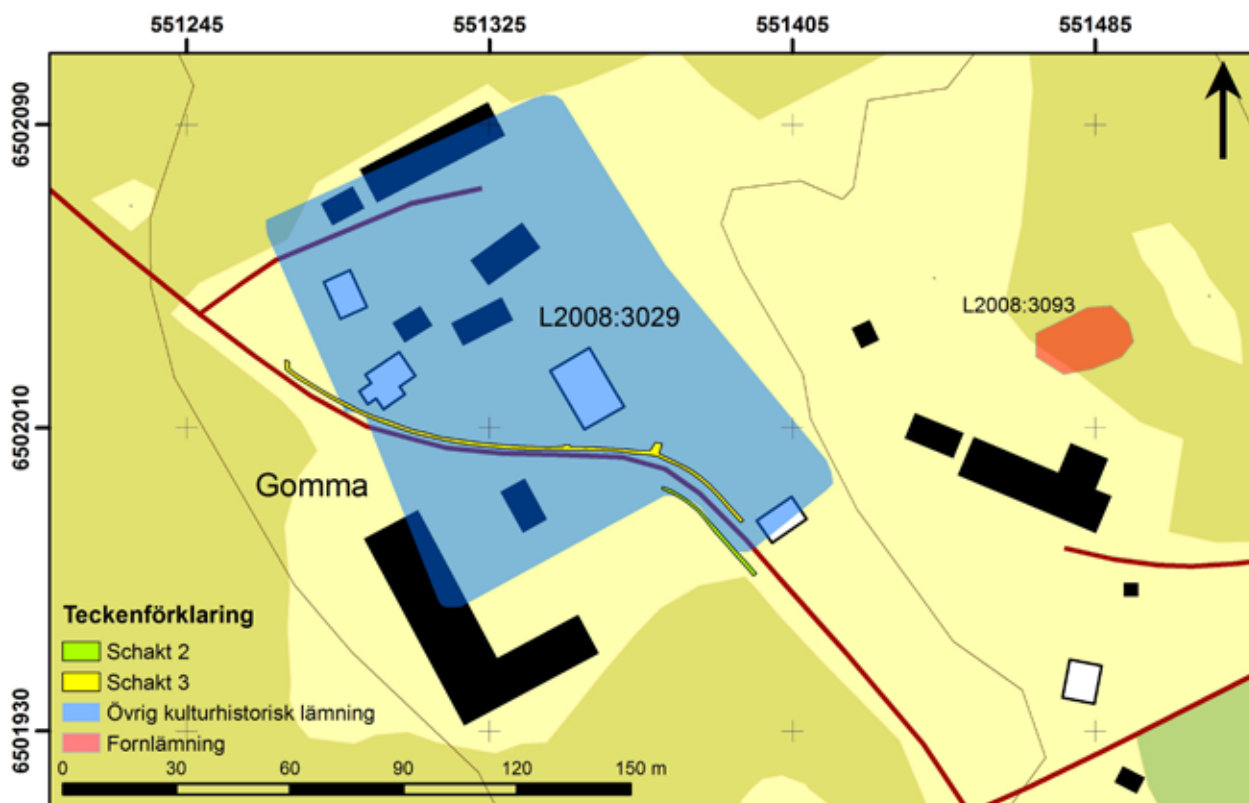 551245 551325 551405 551485
6502090
L2008:3029
L2008:3093
6502010
Gomma
6501930
Teckenförklaring
Schakt 2
Schakt 3
Övrig kulturhistorisk lämning
Fornlämning
0 30 60 90 120 150 m